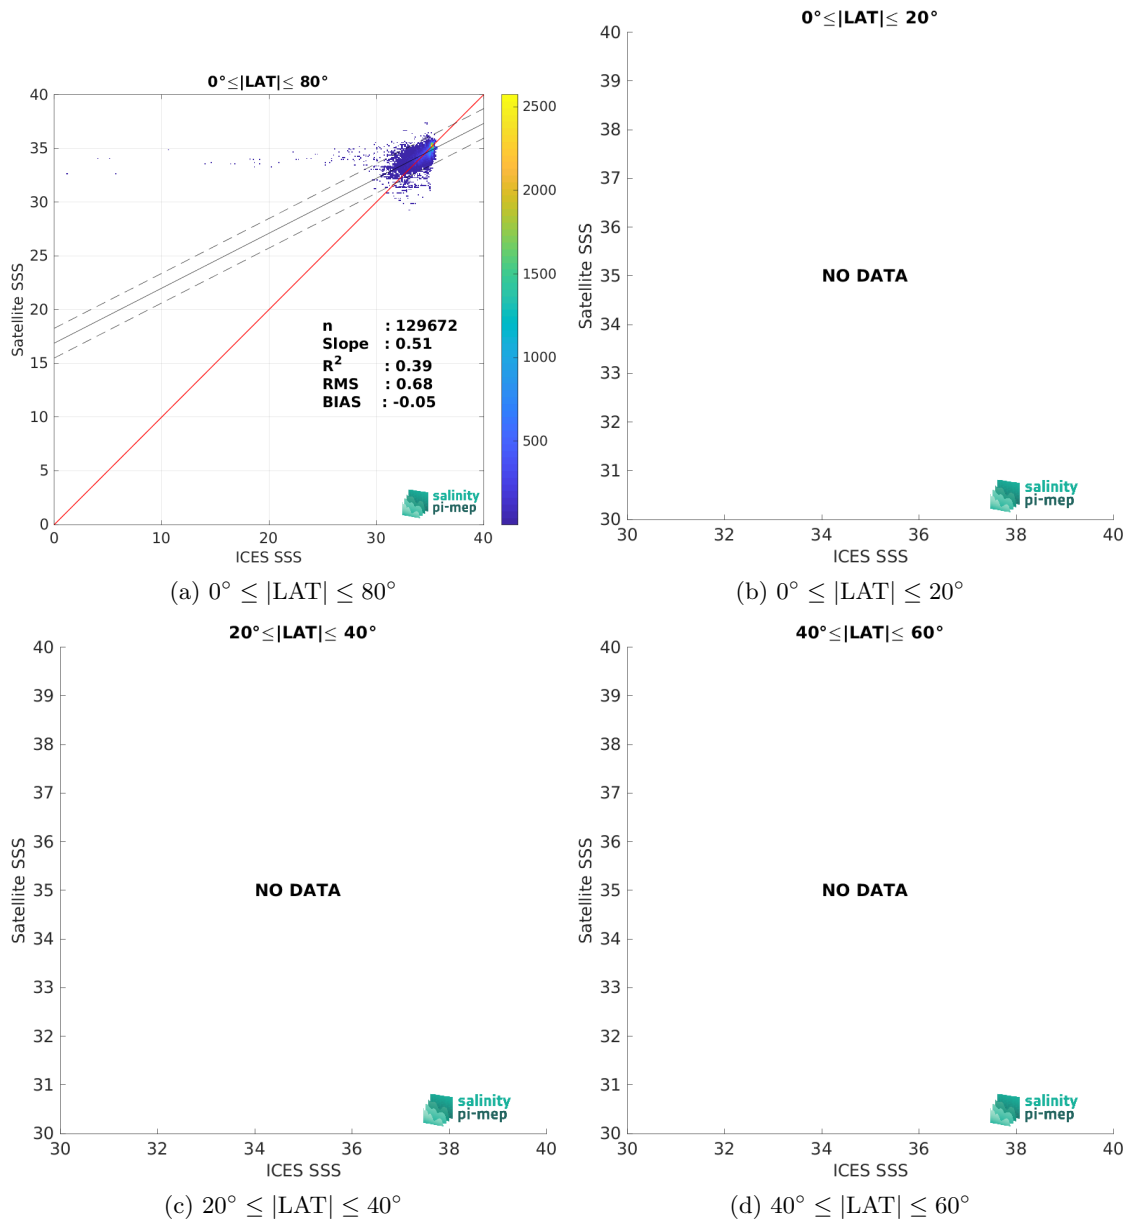 0°≤|LAT|≤ 80°
40
35
30
25
20
15
10
5
0
Satellite SSS
n : 129672
Slope : 0.51
R² : 0.39
RMS : 0.68
BIAS : -0.05
salinity
pi-mep
0 10 20 30 40
ICES SSS
2500
2000
1500
1000
500
(a) 0° ≤ |LAT| ≤ 80°
0°≤|LAT|≤ 20°
40
39
38
37
36
35
34
33
32
31
30
Satellite SSS
NO DATA
salinity
pi-mep
30 32 34 36 38 40
ICES SSS
(b) 0° ≤ |LAT| ≤ 20°
20°≤|LAT|≤ 40°
40
39
38
37
36
35
34
33
32
31
30
Satellite SSS
NO DATA
salinity
pi-mep
30 32 34 36 38 40
ICES SSS
(c) 20° ≤ |LAT| ≤ 40°
40°≤|LAT|≤ 60°
40
39
38
37
36
35
34
33
32
31
30
Satellite SSS
NO DATA
salinity
pi-mep
30 32 34 36 38 40
ICES SSS
(d) 40° ≤ |LAT| ≤ 60°